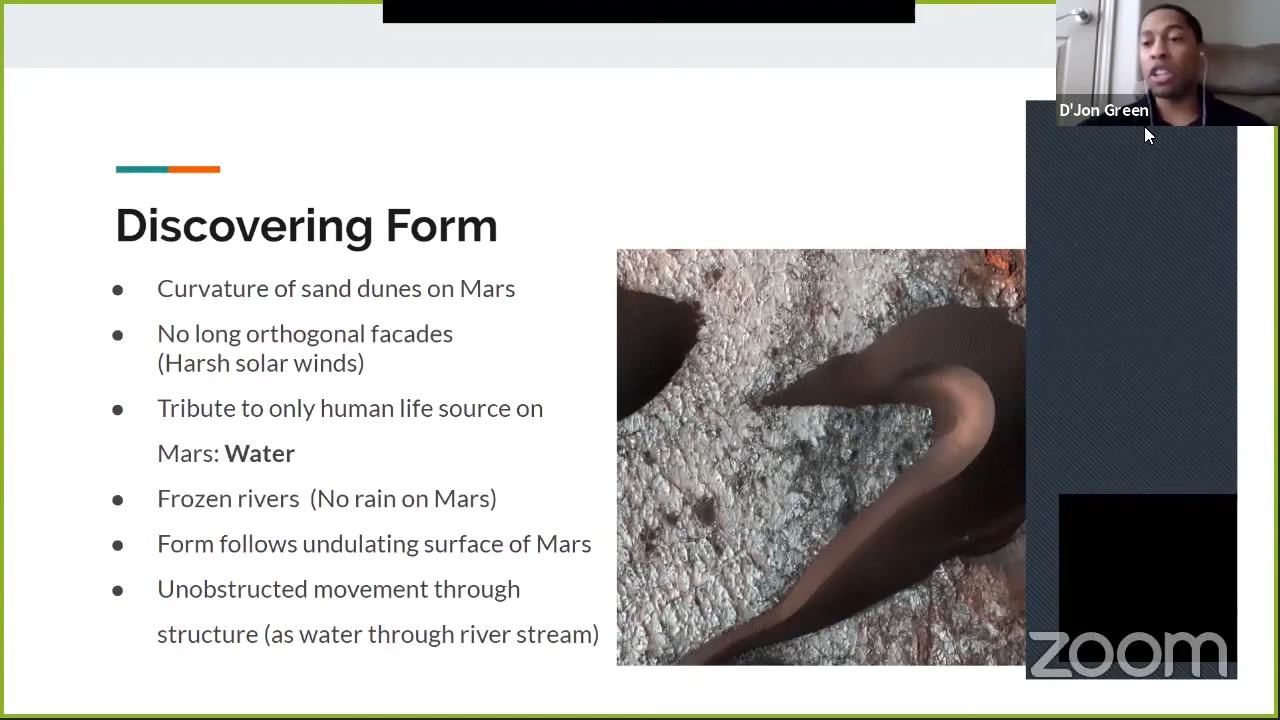 D'Jon Green
Discovering Form
● Curvature of sand dunes on Mars
● No long orthogonal facades
(Harsh solar winds)
● Tribute to only human life source on
Mars: Water
● Frozen rivers (No rain on Mars)
● Form follows undulating surface of Mars
● Unobstructed movement through
structure (as water through river stream)
zoom